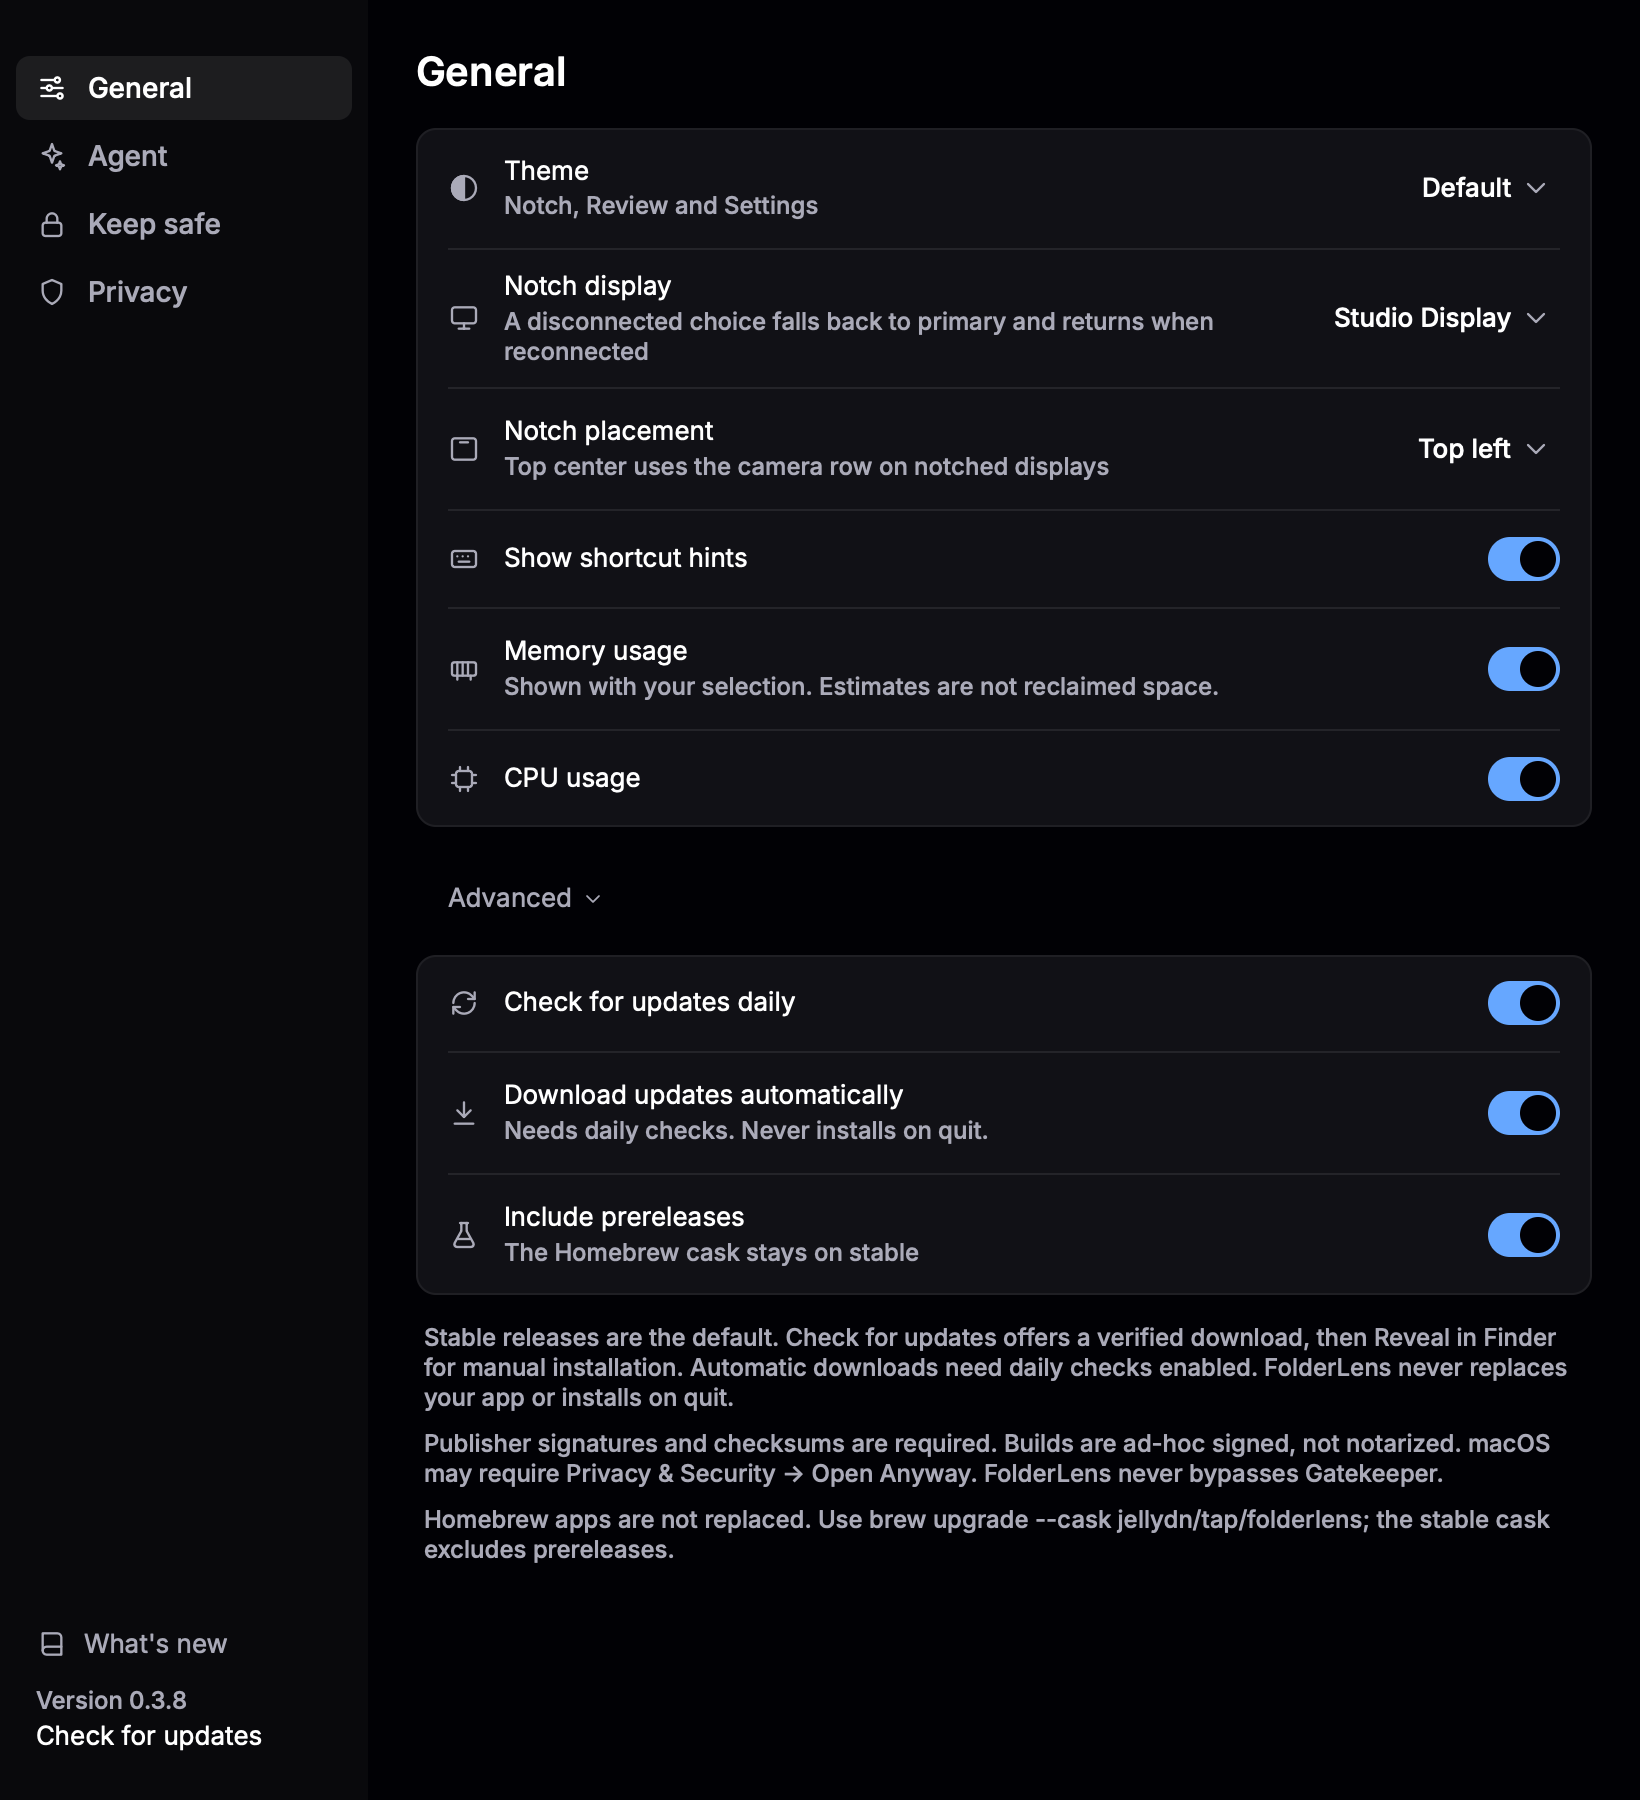 General
Agent
Keep safe
Privacy
What's new
Version 0.3.8
Check for updates
General
Theme
Notch, Review and Settings
Default
Notch display
A disconnected choice falls back to primary and returns when
reconnected
Studio Display
Notch placement
Top center uses the camera row on notched displays
Top left
Show shortcut hints
Memory usage
Shown with your selection. Estimates are not reclaimed space.
CPU usage
Advanced
Check for updates daily
Download updates automatically
Needs daily checks. Never installs on quit.
Include prereleases
The Homebrew cask stays on stable
Stable releases are the default. Check for updates offers a verified download, then Reveal in Finder
for manual installation. Automatic downloads need daily checks enabled. FolderLens never replaces
your app or installs on quit.
Publisher signatures and checksums are required. Builds are ad-hoc signed, not notarized. macOS
may require Privacy & Security → Open Anyway. FolderLens never bypasses Gatekeeper.
Homebrew apps are not replaced. Use brew upgrade --cask jellydn/tap/folderlens; the stable cask
excludes prereleases.